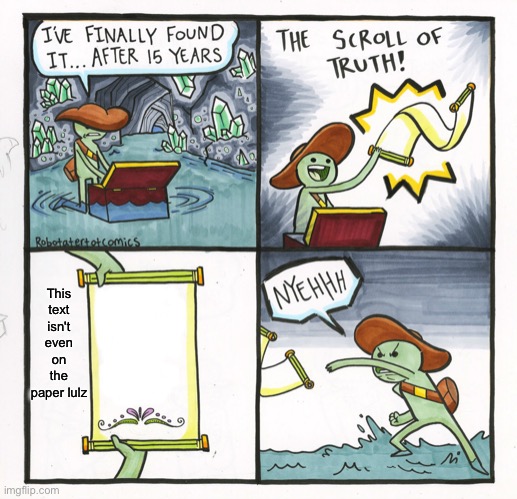 I'VE FINALLY FOUND
IT... AFTER 15 YEARS
THE SCROLL OF
TRUTH!
Robotatertotcomics
This
text
isn't
even
on
the
paper lulz
NYEHHH
imgflip.com